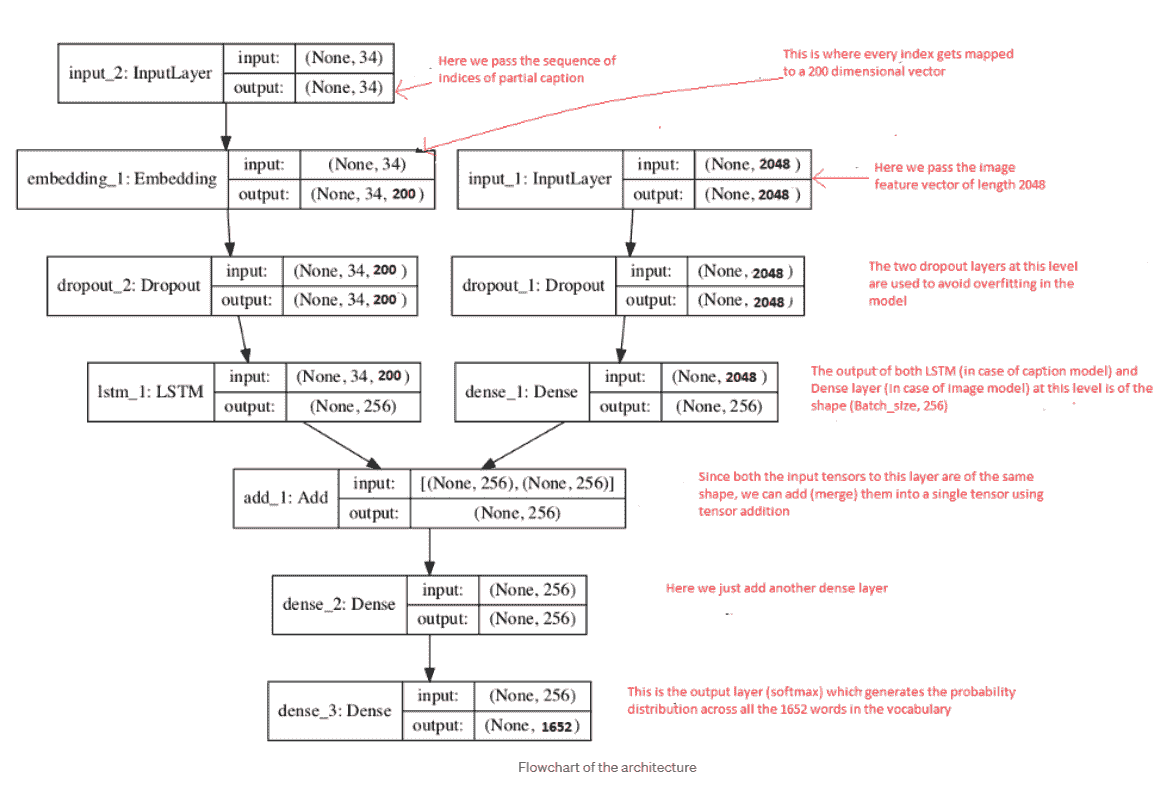 input_2: InputLayer
input: (None, 34)
output: (None, 34)
Here we pass the sequence of
indices of partial caption
This is where every index gets mapped
to a 200 dimensional vector
embedding_1: Embedding
input: (None, 34)
output: (None, 34, 200 )
input_1: InputLayer
input: (None, 2048 )
output: (None, 2048 )
Here we pass the image
feature vector of length 2048
dropout_2: Dropout
input: (None, 34, 200 )
output: (None, 34, 200 )
dropout_1: Dropout
input: (None, 2048 )
output: (None, 2048 )
The two dropout layers at this level
are used to avoid overfitting in the
model
lstm_1: LSTM
input: (None, 34, 200 )
output: (None, 256)
dense_1: Dense
input: (None, 2048 )
output: (None, 256)
The output of both LSTM (in case of caption model) and
Dense layer (in case of image model) at this level is of the
shape (Batch_size, 256)
add_1: Add
input: [(None, 256), (None, 256)]
output: (None, 256)
Since both the input tensors to this layer are of the same
shape, we can add (merge) them into a single tensor using
tensor addition
dense_2: Dense
input: (None, 256)
output: (None, 256)
Here we just add another dense layer
dense_3: Dense
input: (None, 256)
output: (None, 1652 )
This is the output layer (softmax) which generates the probability
distribution across all the 1652 words in the vocabulary
Flowchart of the architecture